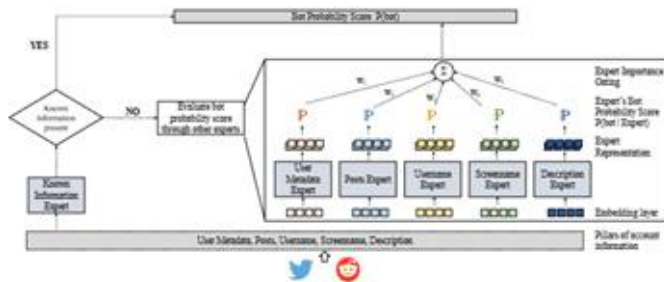 Bot Probability Score P(bot)
YES
Known
information
present
NO
Evaluate bot
probability score
through other experts
Known
Information
Expert
Σ
P
P
P
P
P
User
Metadata
Expert
Posts Expert
Username
Expert
Screenname
Expert
Description
Expert
Expert Importance
Gating
Expert's Bot
Probability Score
P(bot | Expert)
Expert
Representation
Embedding layer
Pillars of account
information
User Metadata, Posts, Username, Screenname, Description